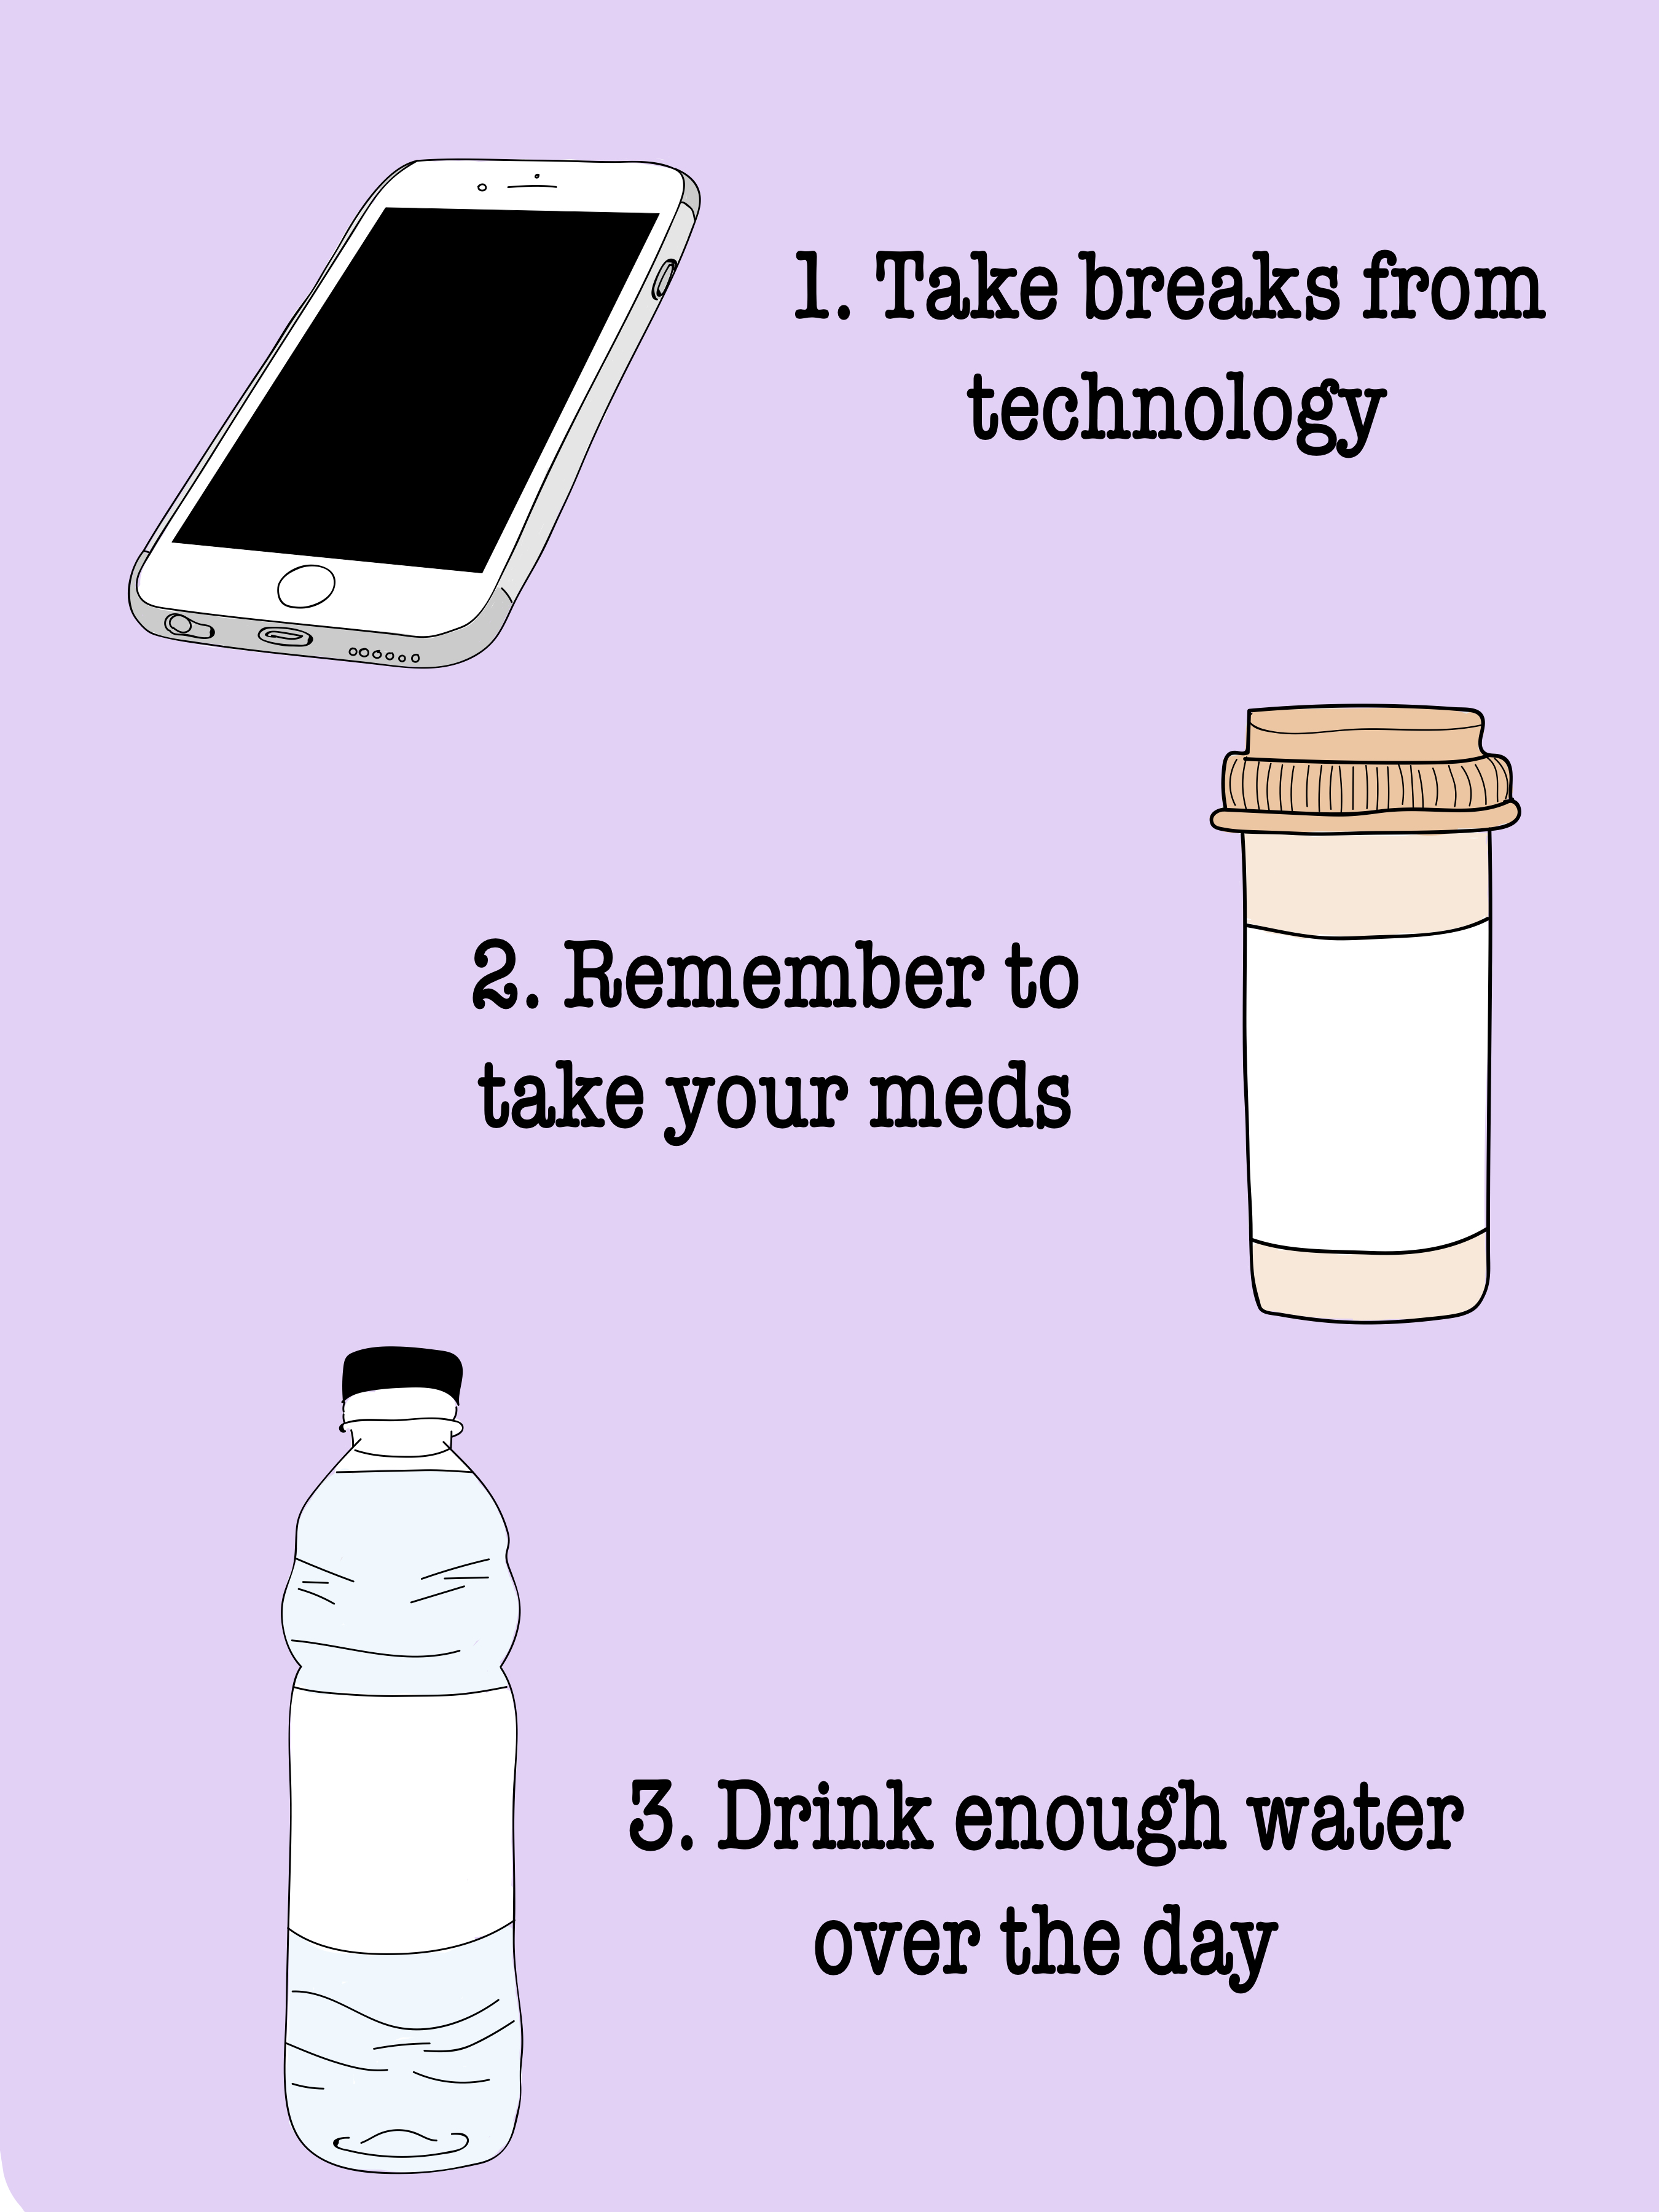 1. Take breaks from
technology
2. Remember to
take your meds
3. Drink enough water
over the day